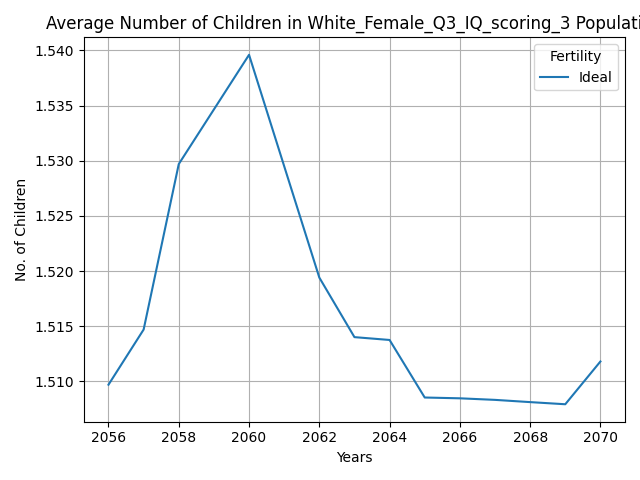 Average Number of Children in White_Female_Q3_IQ_scoring_3 Populati
Fertility
Ideal
No. of Children
1.540
1.535
1.530
1.525
1.520
1.515
1.510
2056 2058 2060 2062 2064 2066 2068 2070
Years